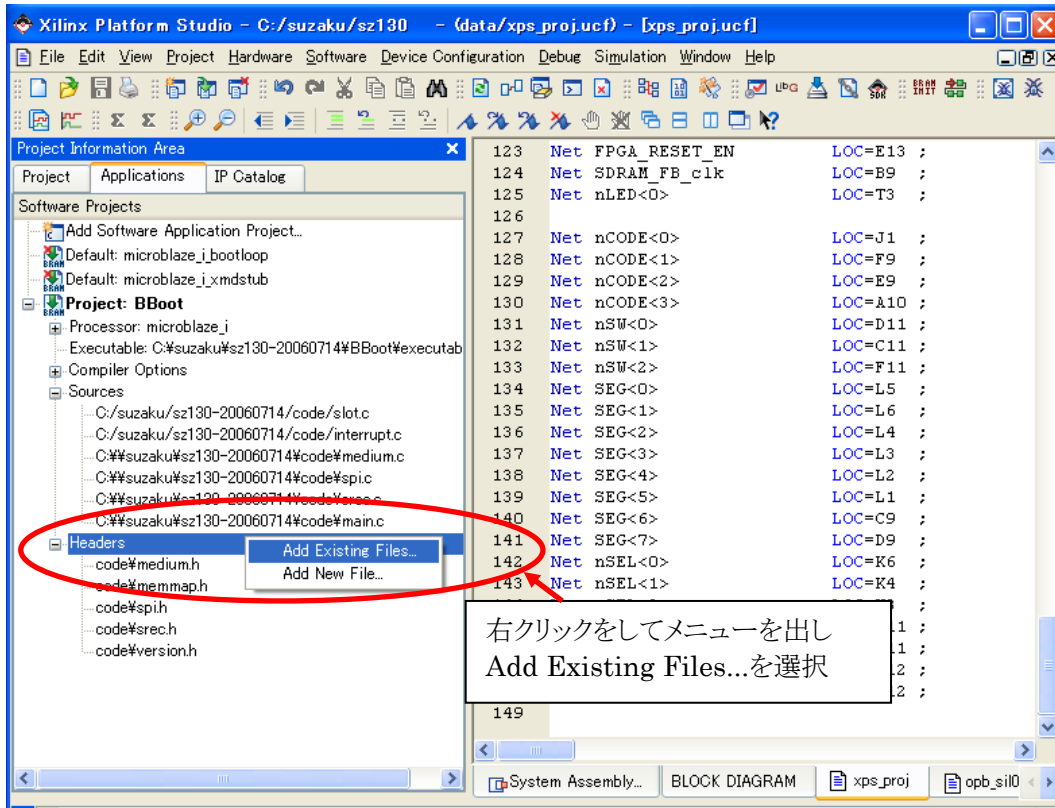 Xilinx Platform Studio - C:/suzaku/sz130 - (data/xps_proj.ucf) - [xps_proj.ucf]
File Edit View Project Hardware Software Device Configuration Debug Simulation Window Help
Project Information Area
Project Applications IP Catalog
Software Projects
Add Software Application Project...
Default: microblaze_i_bootloop
Default: microblaze_i_xmdstub
Project: BBoot
Processor: microblaze_i
Executable: C:¥suzaku¥sz130-20060714¥BBoot¥executab
Compiler Options
Sources
C:/suzaku/sz130-20060714/code/slot.c
C:/suzaku/sz130-20060714/code/interrupt.c
C:¥¥suzaku¥sz130-20060714¥code¥medium.c
C:¥¥suzaku¥sz130-20060714¥code¥spi.c
C:¥¥suzaku¥sz130-20060714¥code¥srec.c
C:¥¥suzaku¥sz130-20060714¥code¥main.c
Headers
code¥medium.h
code¥memmap.h
code¥spi.h
code¥srec.h
code¥version.h
Add Existing Files...
Add New File...
123 Net FPGA_RESET_EN LOC=E13 ;
124 Net SDRAM_FB_clk LOC=B9 ;
125 Net nLED<0> LOC=T3 ;
126
127 Net nCODE<0> LOC=J1 ;
128 Net nCODE<1> LOC=F9 ;
129 Net nCODE<2> LOC=E9 ;
130 Net nCODE<3> LOC=A10 ;
131 Net nSW<0> LOC=D11 ;
132 Net nSW<1> LOC=C11 ;
133 Net nSW<2> LOC=F11 ;
134 Net SEG<0> LOC=L5 ;
135 Net SEG<1> LOC=L6 ;
136 Net SEG<2> LOC=L4 ;
137 Net SEG<3> LOC=L3 ;
138 Net SEG<4> LOC=L2 ;
139 Net SEG<5> LOC=L1 ;
140 Net SEG<6> LOC=C9 ;
141 Net SEG<7> LOC=D9 ;
142 Net nSEL<0> LOC=K6 ;
143 Net nSEL<1> LOC=K4 ;
149
右クリックをしてメニューを出し
Add Existing Files...を選択
System Assembly... BLOCK DIAGRAM xps_proj opb_sil0